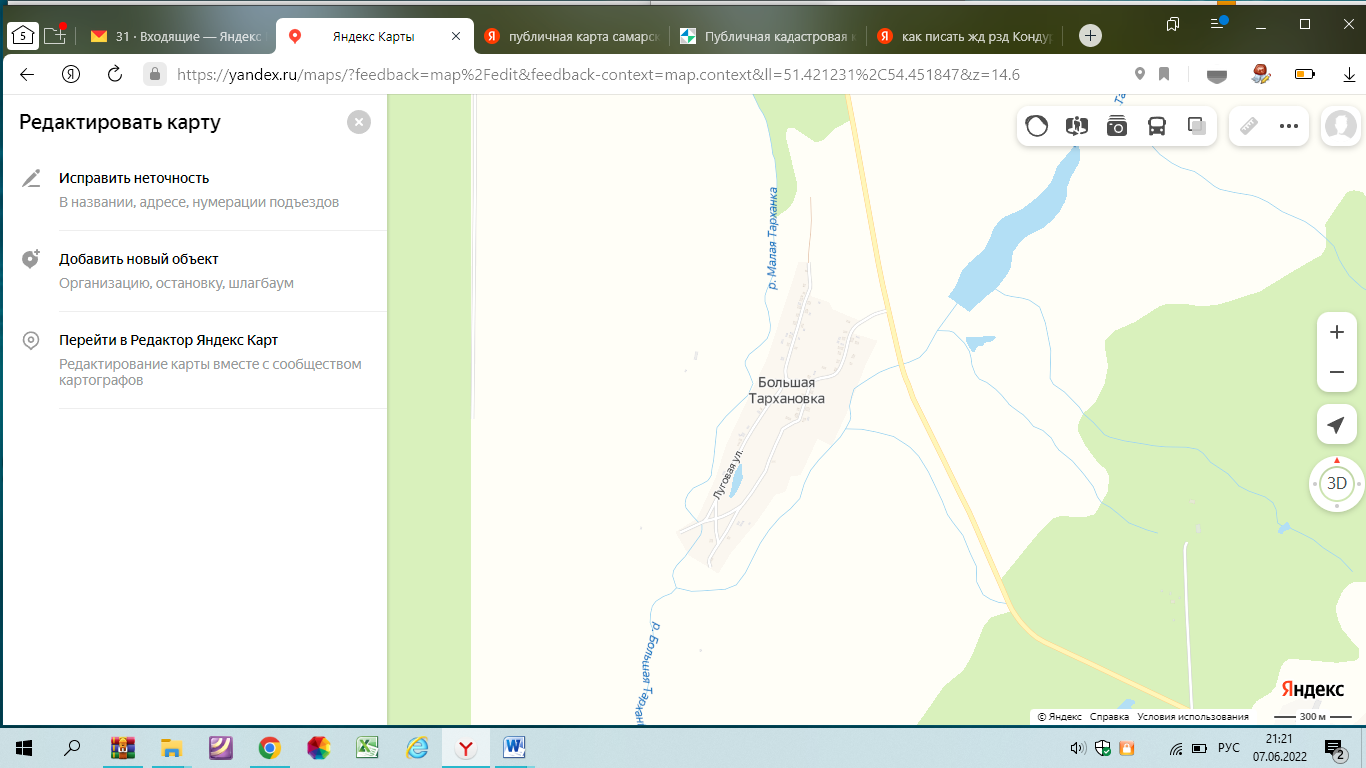 5
31 · Входящие — Яндекс
Яндекс Карты
публичная карта самарск
Публичная кадастровая к
как писать жд рзд Кондур
https://yandex.ru/maps/?feedback=map%2Fedit&feedback-context=map.context&ll=51.421231%2C54.451847&z=14.6
Редактировать карту
Исправить неточность
В названии, адресе, нумерации подъездов
Добавить новый объект
Организацию, остановку, шлагбаум
Перейти в Редактор Яндекс Карт
Редактирование карты вместе с сообществом
картографов
р. Малая Тарханка
Та
Большая
Тархановка
Луговая ул.
р. Большая Тархан
3D
Яндекс
© Яндекс Справка Условия использования
300 м
РУС
21:21
07.06.2022
2